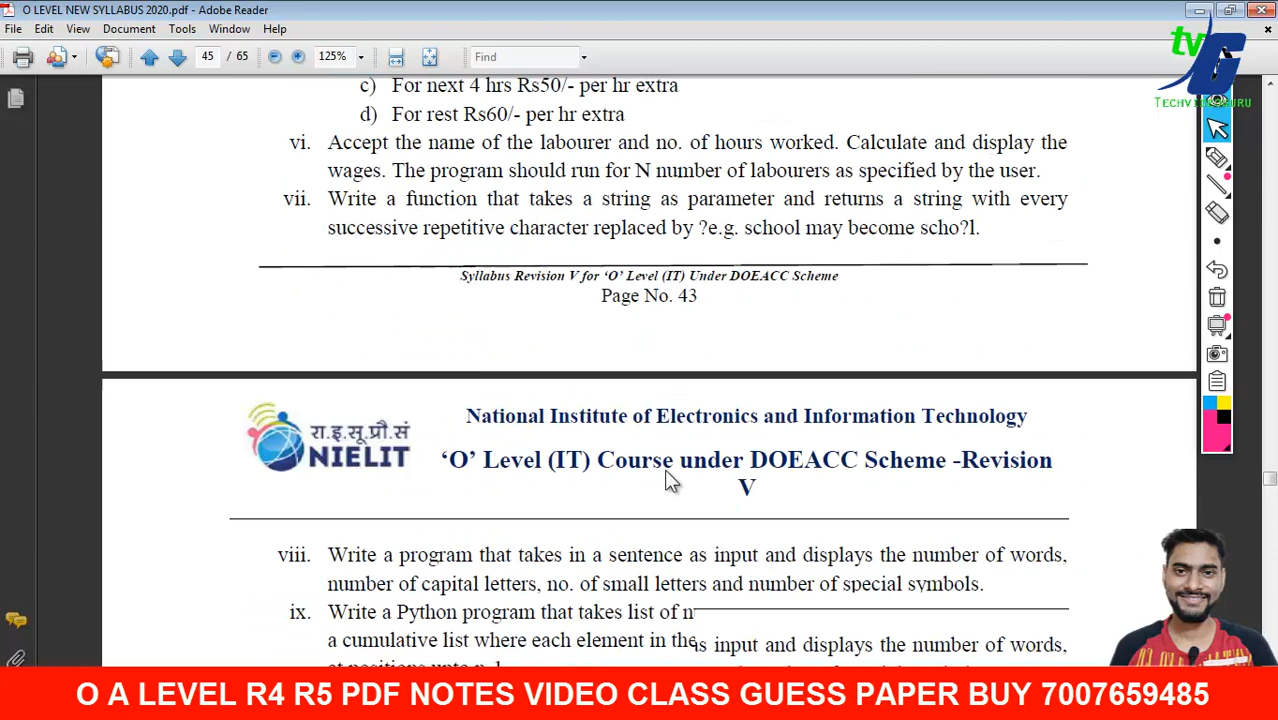 O LEVEL NEW SYLLABUS 2020.pdf - Adobe Reader
File Edit View Document Tools Window Help
45 / 65 125% Find
c) For next 4 hrs Rs50/- per hr extra
d) For rest Rs60/- per hr extra
vi. Accept the name of the labourer and no. of hours worked. Calculate and display the
wages. The program should run for N number of labourers as specified by the user.
vii. Write a function that takes a string as parameter and returns a string with every
successive repetitive character replaced by ?e.g. school may become scho?l.
Syllabus Revision V for 'O' Level (IT) Under DOEACC Scheme
Page No. 43
रा.इ.सू.प्रौ.सं
NIELIT
National Institute of Electronics and Information Technology
'O' Level (IT) Course under DOEACC Scheme -Revision
V
viii. Write a program that takes in a sentence as input and displays the number of words,
number of capital letters, no. of small letters and number of special symbols.
ix. Write a Python program that takes list of n
a cumulative list where each element in the
as input and displays the number of words,
tv G
TECHVIEWGURU
O A LEVEL R4 R5 PDF NOTES VIDEO CLASS GUESS PAPER BUY 7007659485